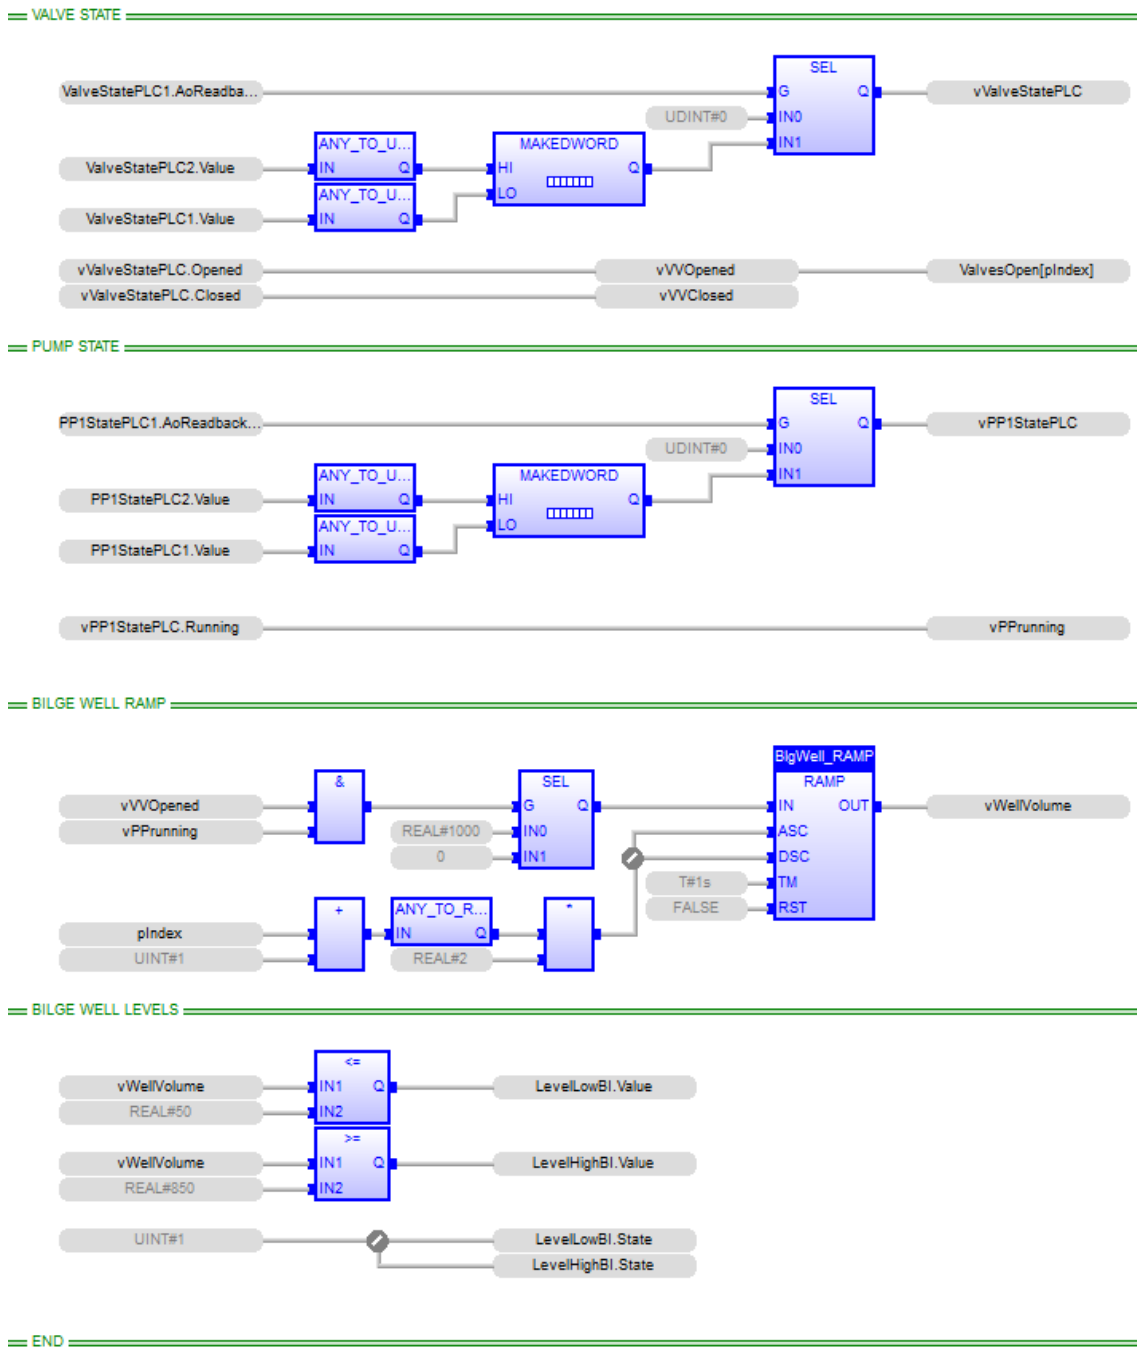 VALVE STATE
SEL
ValveStatePLC1.AoReadba... G Q vValveStatePLC
UDINT#0 IN0
ANY_TO_U... MAKEDWORD IN1
ValveStatePLC2.Value IN Q HI Q
ANY_TO_U... LO
ValveStatePLC1.Value IN Q
vValveStatePLC.Opened vVVOpened ValvesOpen[pIndex]
vValveStatePLC.Closed vVVClosed
PUMP STATE
SEL
PP1StatePLC1.AoReadback... G Q vPP1StatePLC
UDINT#0 IN0
ANY_TO_U... MAKEDWORD IN1
PP1StatePLC2.Value IN Q HI Q
ANY_TO_U... LO
PP1StatePLC1.Value IN Q
vPP1StatePLC.Running vPPrunning
BILGE WELL RAMP
BlgWell_RAMP
& SEL RAMP
vVVOpened G Q IN OUT vWellVolume
vPPrunning REAL#1000 IN0 ASC
0 IN1 DSC
T#1s TM
+ ANY_TO_R... * FALSE RST
pIndex IN Q
UINT#1 REAL#2
BILGE WELL LEVELS
<=
vWellVolume IN1 Q LevelLowBI.Value
REAL#50 IN2
>=
vWellVolume IN1 Q LevelHighBI.Value
REAL#850 IN2
UINT#1 LevelLowBI.State
LevelHighBI.State
END